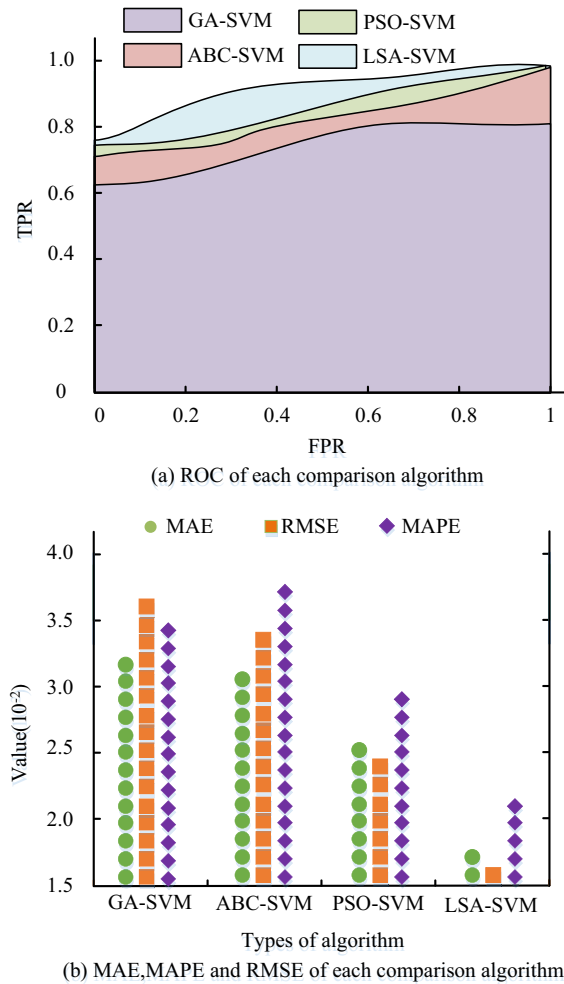 GA-SVM PSO-SVM
ABC-SVM LSA-SVM
1.0
0.8
0.6
0.4
0.2
0
TPR
0 0.2 0.4 0.6 0.8 1
FPR
(a) ROC of each comparison algorithm
MAE RMSE MAPE
4.0
3.5
3.0
2.5
2.0
1.5
Value(10⁻²)
GA-SVM ABC-SVM PSO-SVM LSA-SVM
Types of algorithm
(b) MAE,MAPE and RMSE of each comparison algorithm